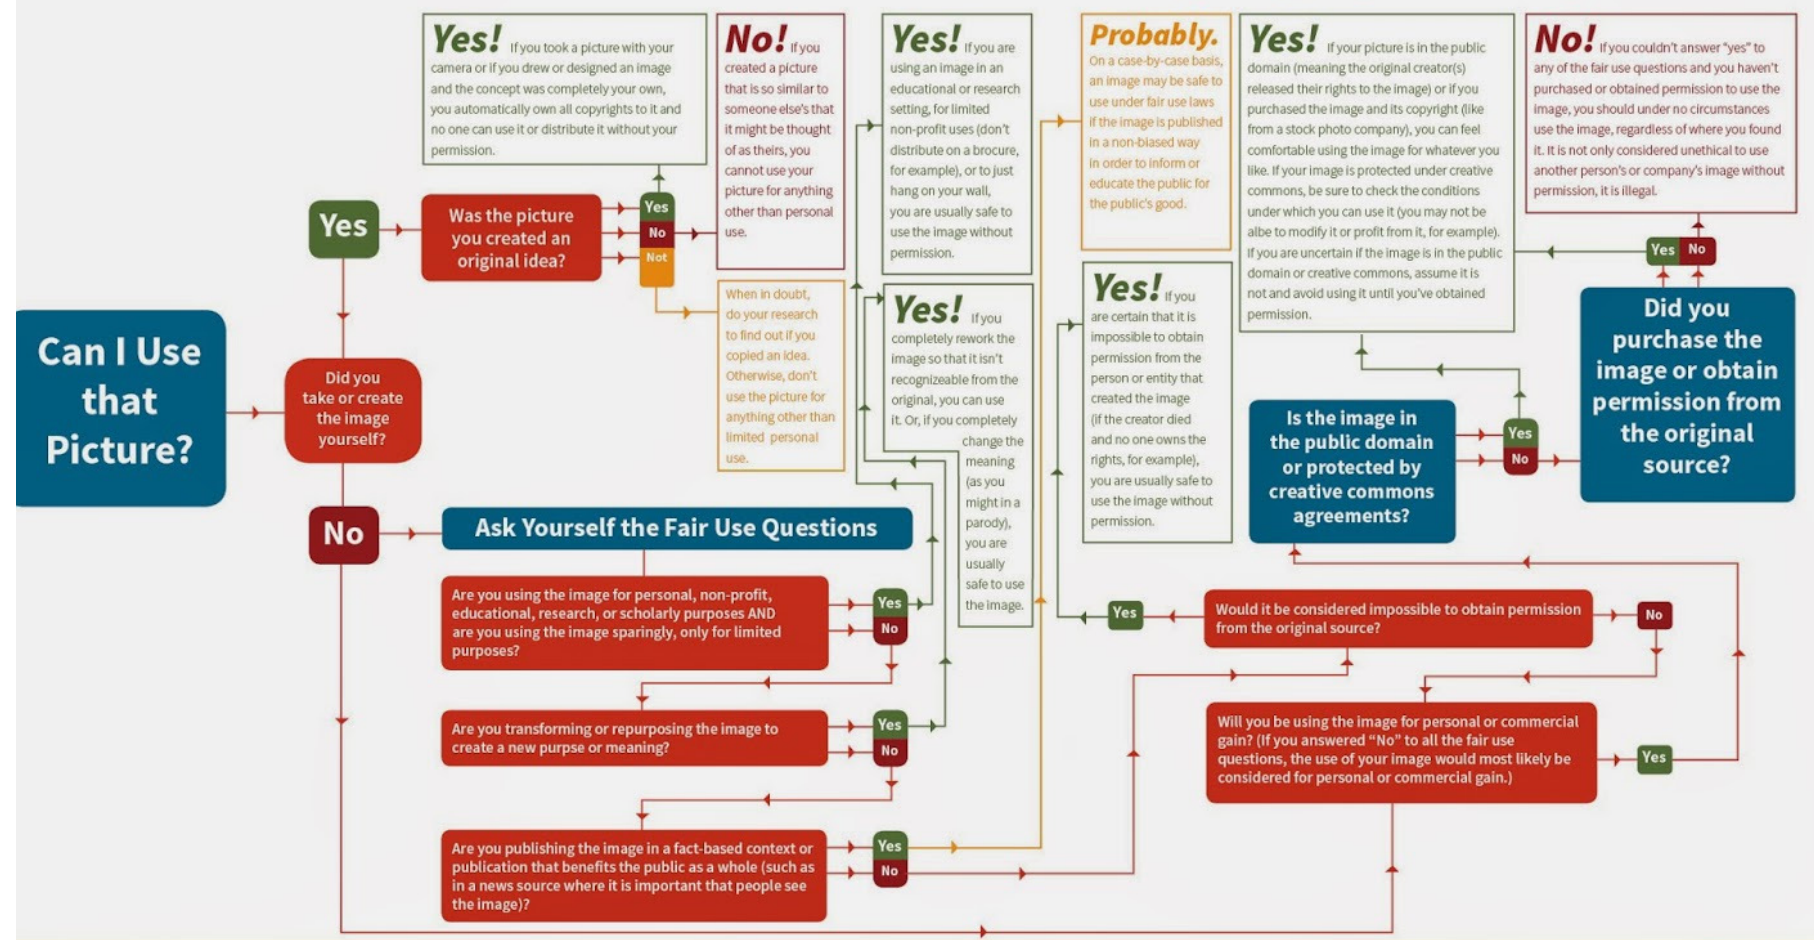 Can I Use
that
Picture?
Did you
take or create
the image
yourself?
Yes
Was the picture
you created an
original idea?
Yes
No
Not
Yes! If you took a picture with your
camera or if you drew or designed an image
and the concept was completely your own,
you automatically own all copyrights to it and
no one can use it or distribute it without your
permission.
No! If you
created a picture
that is so similar to
someone else's that
it might be thought
of as theirs, you
cannot use your
picture for anything
other than personal
use.
When in doubt,
do your research
to find out if you
copied an idea.
Otherwise, don't
use the picture for
anything other than
limited personal
use.
No
Ask Yourself the Fair Use Questions
Are you using the image for personal, non-profit,
educational, research, or scholarly purposes AND
are you using the image sparingly, only for limited
purposes?
Yes
No
Yes! If you are
using an image in an
educational or research
setting, for limited
non-profit uses (don't
distribute on a brocure,
for example), or to just
hang on your wall,
you are usually safe to
use the image without
permission.
Are you transforming or repurposing the image to
create a new purpse or meaning?
Yes
No
Yes! If you
completely rework the
image so that it isn't
recognizeable from the
original, you can use
it. Or, if you completely
change the
meaning
(as you
might in a
parody),
you are
usually
safe to use
the image.
Are you publishing the image in a fact-based context or
publication that benefits the public as a whole (such as
in a news source where it is important that people see
the image)?
Yes
No
Probably.
On a case-by-case basis,
an image may be safe to
use under fair use laws
if the image is published
in a non-biased way
in order to inform or
educate the public for
the public's good.
Would it be considered impossible to obtain permission
from the original source?
Yes
No
Yes! If you
are certain that it is
impossible to obtain
permission from the
person or entity that
created the image
(if the creator died
and no one owns the
rights, for example),
you are usually safe to
use the image without
permission.
Will you be using the image for personal or commercial
gain? (If you answered “No” to all the fair use
questions, the use of your image would most likely be
considered for personal or commercial gain.)
Yes
Is the image in
the public domain
or protected by
creative commons
agreements?
Yes
No
Yes! If your picture is in the public
domain (meaning the original creator(s)
released their rights to the image) or if you
purchased the image and its copyright (like
from a stock photo company), you can feel
comfortable using the image for whatever you
like. If your image is protected under creative
commons, be sure to check the conditions
under which you can use it (you may not be
albe to modify it or profit from it, for example).
If you are uncertain if the image is in the public
domain or creative commons, assume it is
not and avoid using it until you've obtained
permission.
Did you
purchase the
image or obtain
permission from
the original
source?
Yes
No
No! If you couldn't answer “yes” to
any of the fair use questions and you haven't
purchased or obtained permission to use the
image, you should under no circumstances
use the image, regardless of where you found
it. It is not only considered unethical to use
another person's or company's image without
permission, it is illegal.